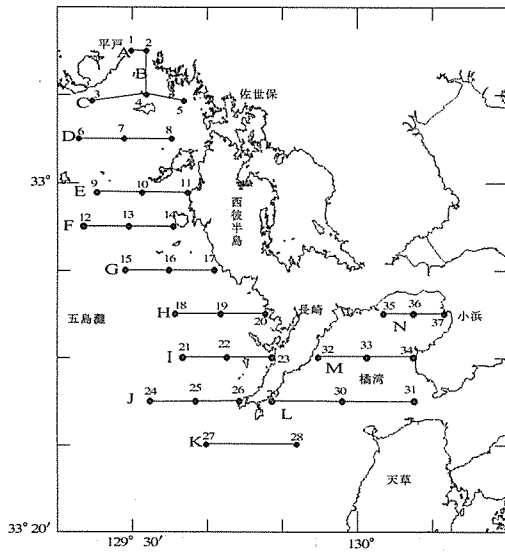 1 2
平戸 A
B
佐世保
C 3 4 5
D 6 7 8
33°
E 9 10 11
西彼半島
F 12 13 14
G 15 16 17
五島灘 H 18 19 20 長崎 35 36 37 小浜
N
I 21 22 23 32 33 34
M 橘湾
J 24 25 26 29 30 31
L
K 27 28
天草
33° 20
129° 30' 130°